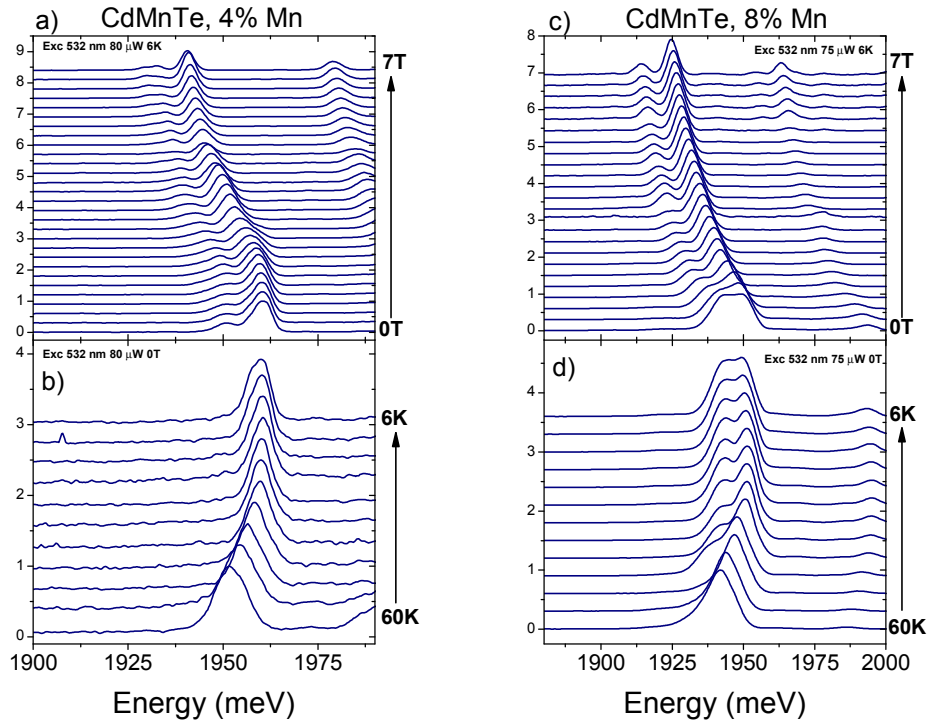 CdMnTe, 4% Mn
a)
Exc 532 nm 80 μW 6K
9
8
7
6
5
4
3
2
1
0
7T
0T
b)
Exc 532 nm 80 μW 0T
4
3
2
1
0
6K
60K
1900 1925 1950 1975
Energy (meV)
CdMnTe, 8% Mn
c)
Exc 532 nm 75 μW 6K
8
7
6
5
4
3
2
1
0
7T
0T
d)
Exc 532 nm 75 μW 0T
4
3
2
1
0
6K
60K
1900 1925 1950 1975 2000
Energy (meV)